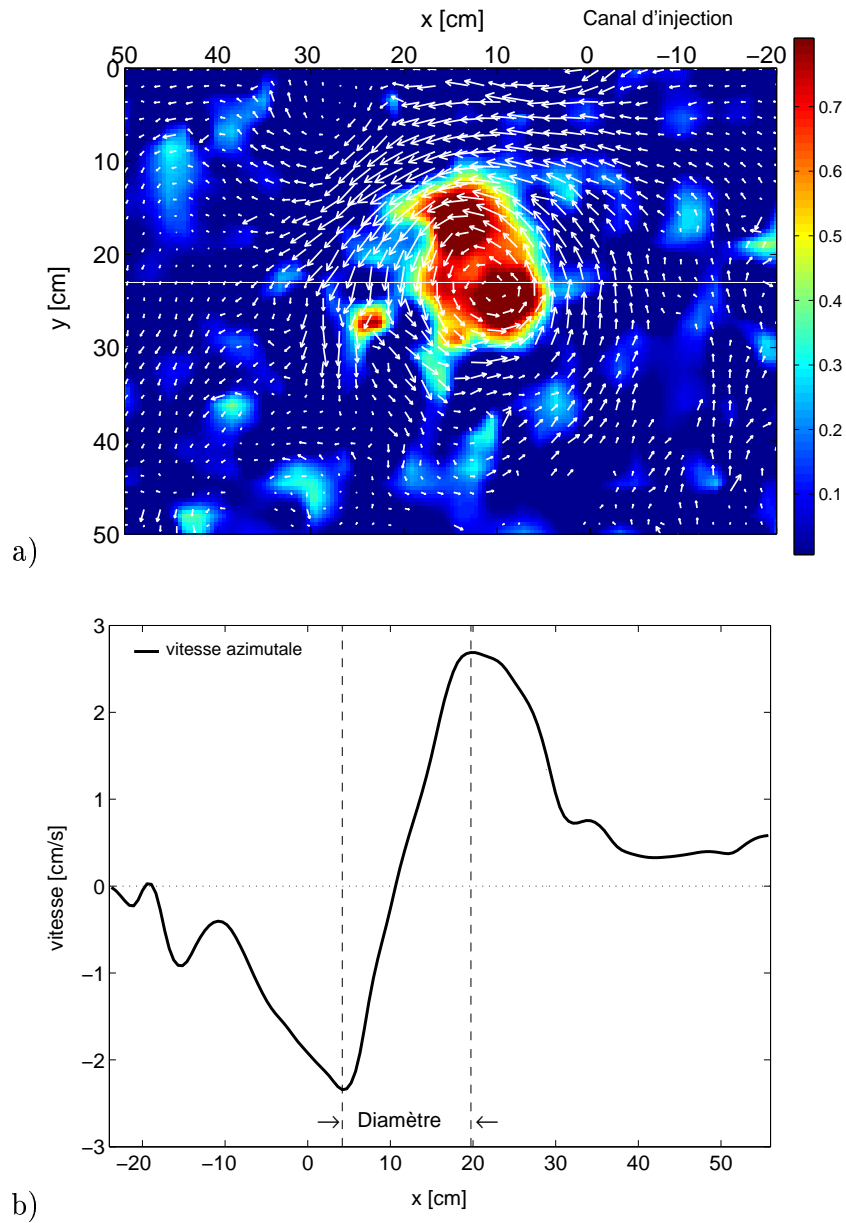 x [cm] Canal d'injection
50 40 30 20 10 0 −10 −20
0
10
20
30
40
50
y [cm]
0.7
0.6
0.5
0.4
0.3
0.2
0.1
a)
3
2
1
0
−1
−2
−3
vitesse [cm/s]
vitesse azimutale
Diamètre
−20 −10 0 10 20 30 40 50
x [cm]
b)